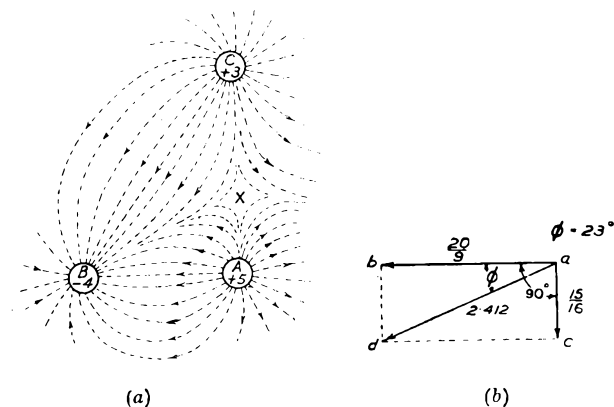 C
+3
X
B
-4
A
+5
(a)
ϕ - 23°
20
9
b
a
ϕ
90°
15
16
2·412
d
c
(b)